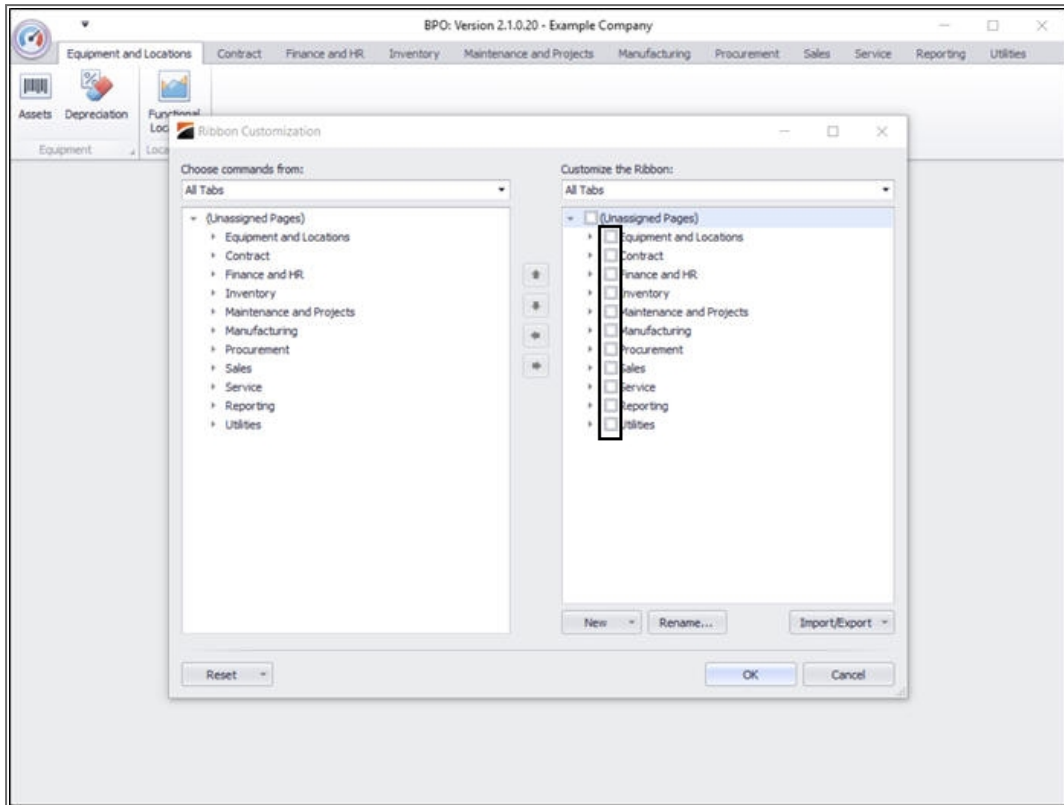 BPO: Version 2.1.0.20 - Example Company
Equipment and Locations Contract Finance and HR Inventory Maintenance and Projects Manufacturing Procurement Sales Service Reporting Utilities
Assets Depreciation Functional
Equipment
Ribbon Customization
Choose commands from:
All Tabs
(Unassigned Pages)
Equipment and Locations
Contract
Finance and HR
Inventory
Maintenance and Projects
Manufacturing
Procurement
Sales
Service
Reporting
Utilities
Customize the Ribbon:
All Tabs
(Unassigned Pages)
Equipment and Locations
Contract
Finance and HR
Inventory
Maintenance and Projects
Manufacturing
Procurement
Sales
Service
Reporting
Utilities
New Rename... Import/Export
Reset OK Cancel